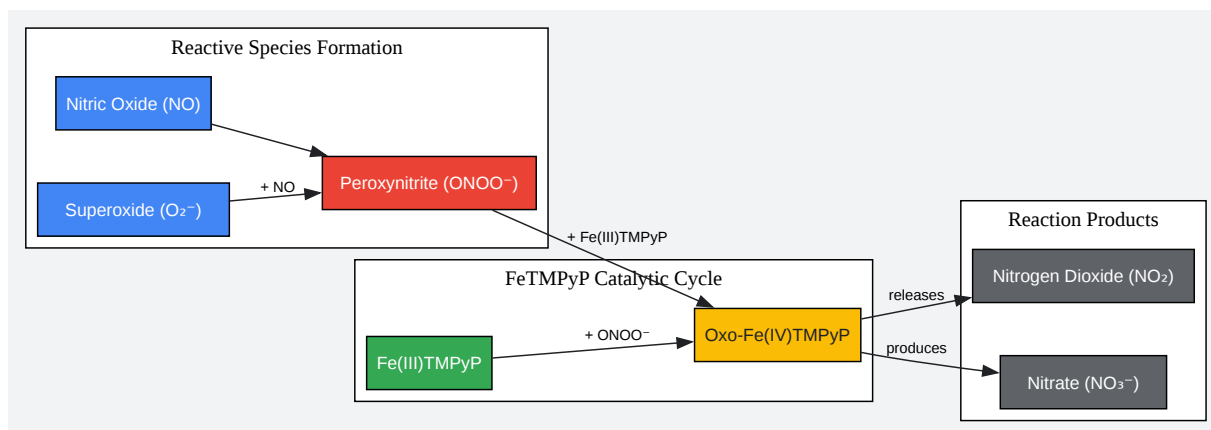 Reactive Species Formation
Nitric Oxide (NO)
+ NO
Peroxynitrite (ONOO⁻)
Superoxide (O₂⁻)
+ Fe(III)TMPyP
FeTMPyP Catalytic Cycle
Fe(III)TMPyP
+ ONOO⁻
Oxo-Fe(IV)TMPyP
releases
produces
Reaction Products
Nitrogen Dioxide (NO₂)
Nitrate (NO₃⁻)